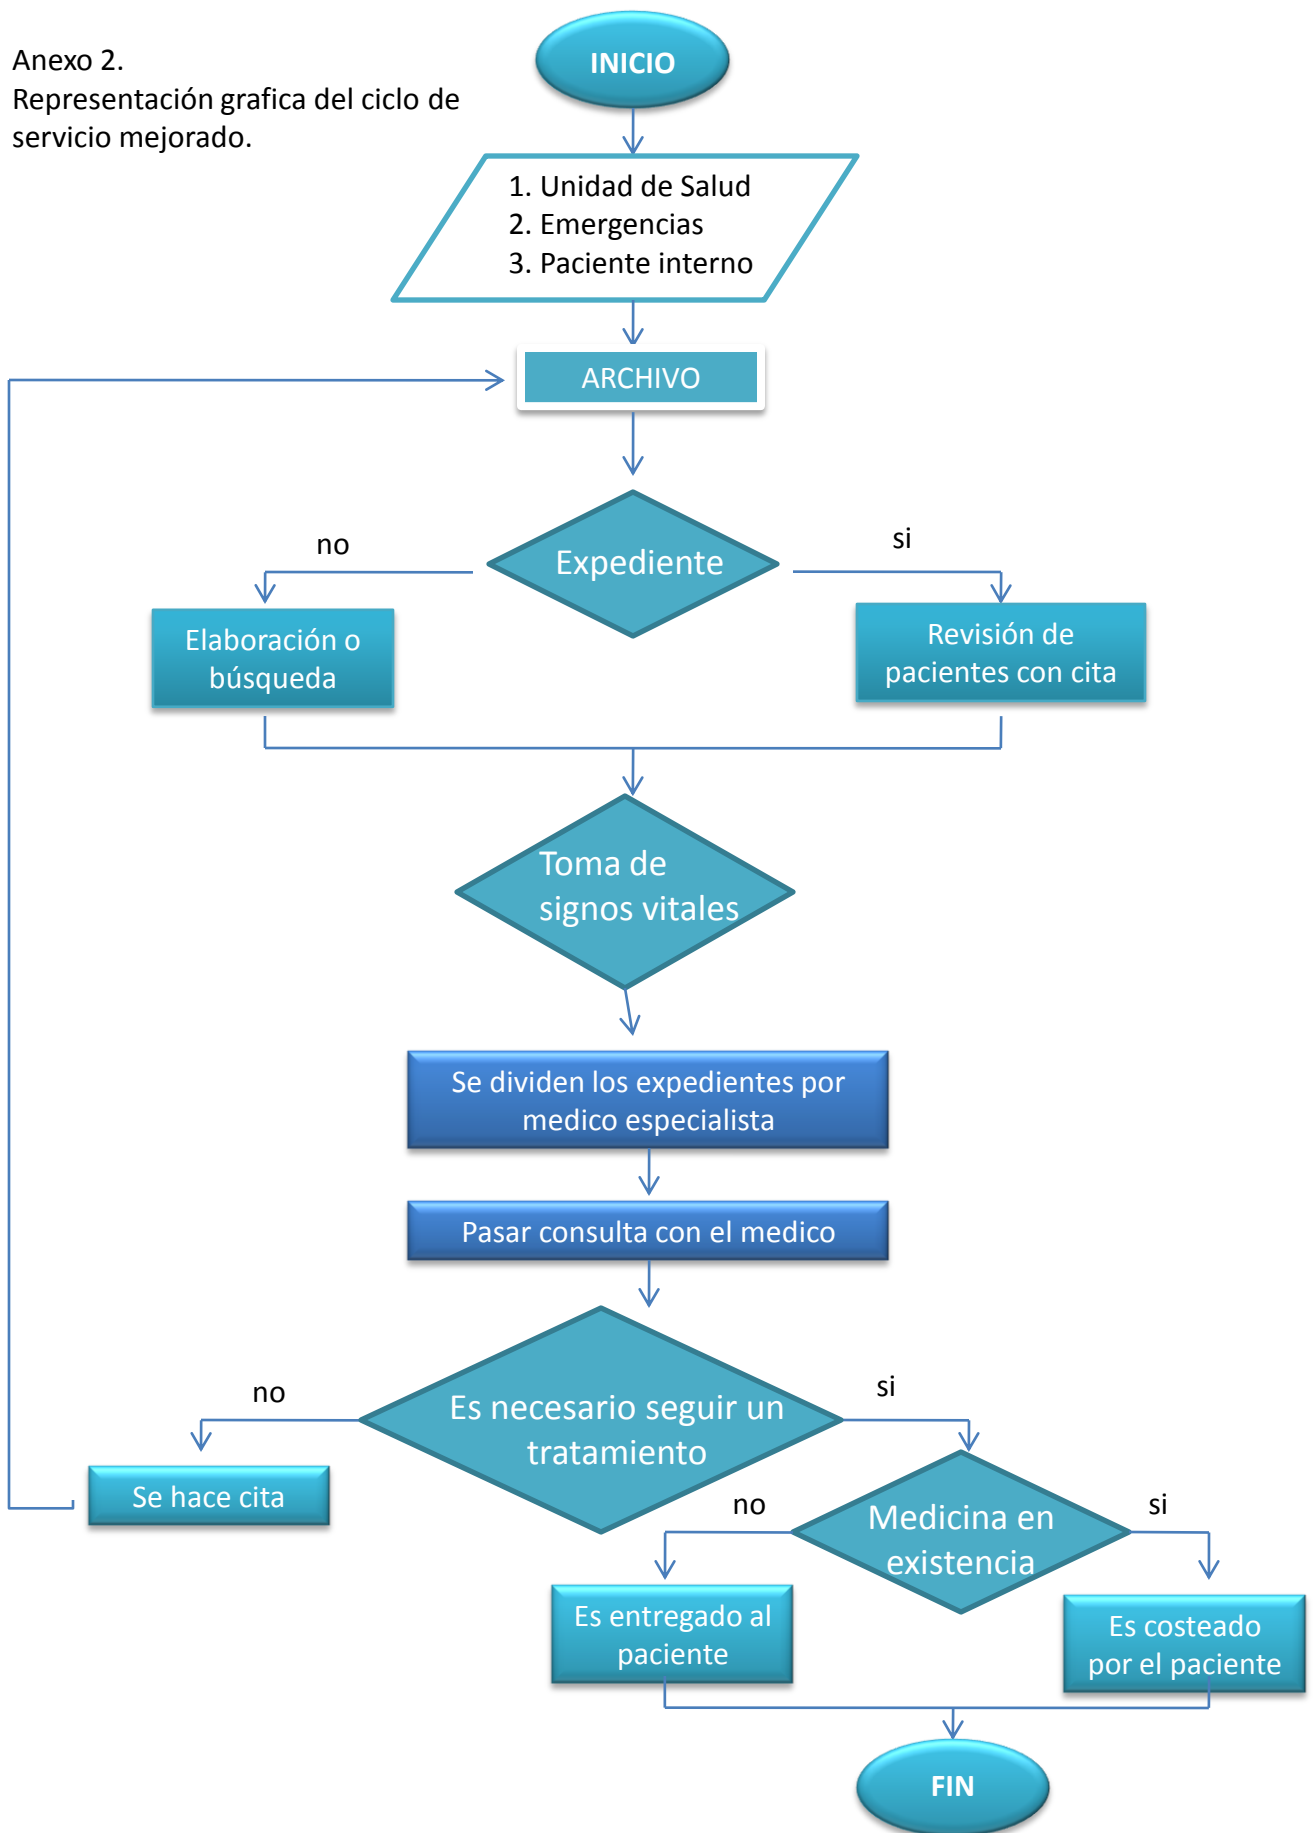 INICIO
Anexo 2.
Representación grafica del ciclo de
servicio mejorado.
1. Unidad de Salud
2. Emergencias
3. Paciente interno
ARCHIVO
no
si
Expediente
Elaboración o
búsqueda
Revisión de
pacientes con cita
Toma de
signos vitales
Se dividen los expedientes por
medico especialista
Pasar consulta con el medico
no
si
Es necesario seguir un
tratamiento
Se hace cita
no
si
Medicina en
existencia
Es entregado al
paciente
Es costeado
por el paciente
FIN